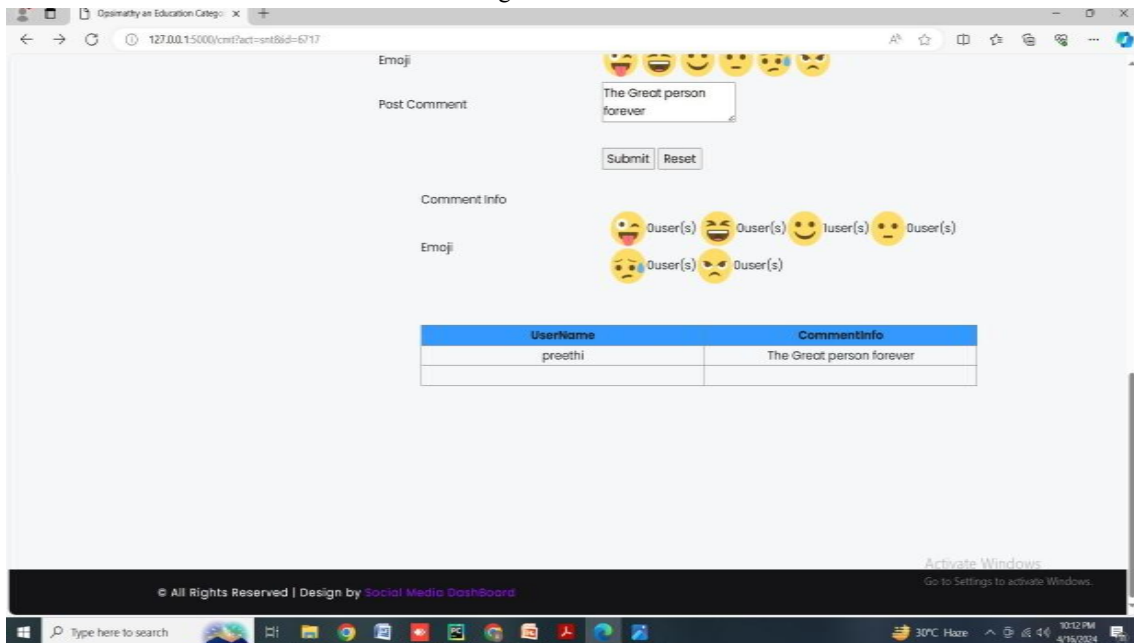 Opsimathy an Education Catego
127.0.0.1:5000/cmt?act=snt&id=6717
Emoji
Post Comment
The Great person
forever
Submit Reset
Comment Info
Emoji
0user(s) 0user(s) 1user(s) 0user(s)
0user(s) 0user(s)
UserName CommentInfo
preethi The Great person forever
Activate Windows
Go to Settings to activate Windows.
© All Rights Reserved | Design by Social Media DashBoard
Type here to search
30°C Haze
10:12 PM
4/16/2024